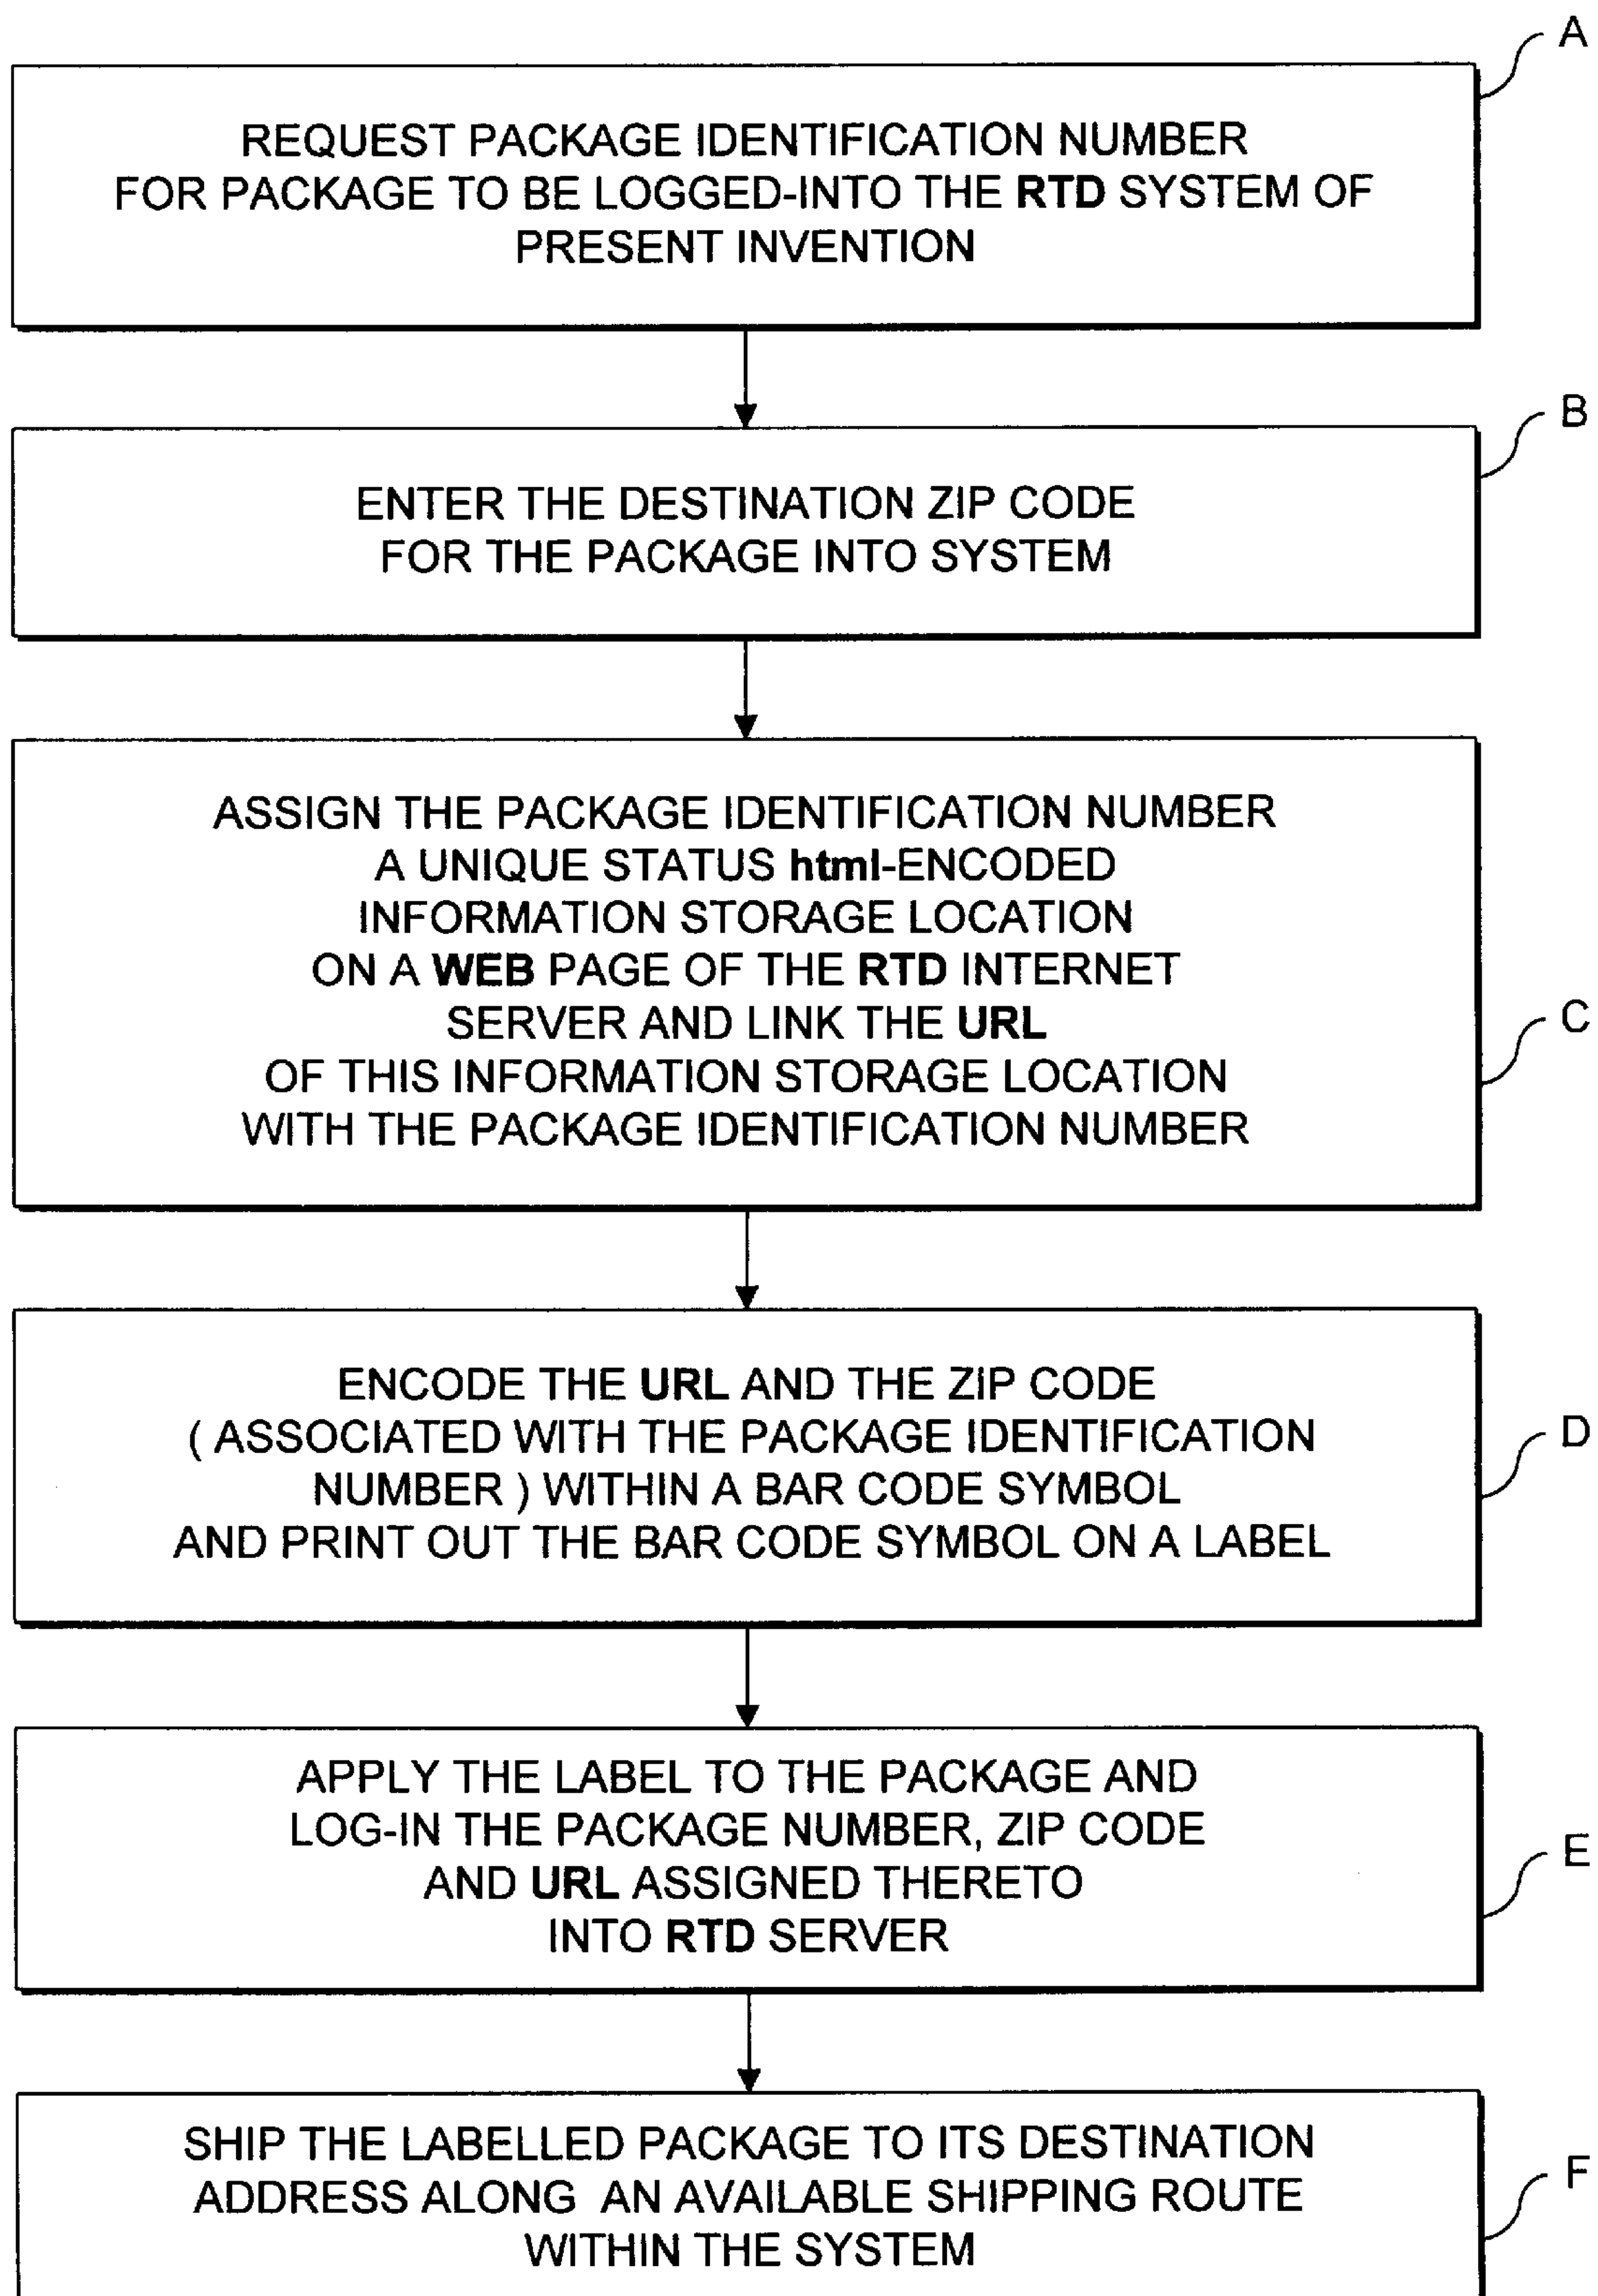 A
REQUEST PACKAGE IDENTIFICATION NUMBER
FOR PACKAGE TO BE LOGGED-INTO THE RTD SYSTEM OF
PRESENT INVENTION
B
ENTER THE DESTINATION ZIP CODE
FOR THE PACKAGE INTO SYSTEM
ASSIGN THE PACKAGE IDENTIFICATION NUMBER
A UNIQUE STATUS html-ENCODED
INFORMATION STORAGE LOCATION
ON A WEB PAGE OF THE RTD INTERNET
SERVER AND LINK THE URL
OF THIS INFORMATION STORAGE LOCATION
WITH THE PACKAGE IDENTIFICATION NUMBER
C
ENCODE THE URL AND THE ZIP CODE
( ASSOCIATED WITH THE PACKAGE IDENTIFICATION
NUMBER ) WITHIN A BAR CODE SYMBOL
AND PRINT OUT THE BAR CODE SYMBOL ON A LABEL
D
APPLY THE LABEL TO THE PACKAGE AND
LOG-IN THE PACKAGE NUMBER, ZIP CODE
AND URL ASSIGNED THERETO
INTO RTD SERVER
E
SHIP THE LABELLED PACKAGE TO ITS DESTINATION
ADDRESS ALONG AN AVAILABLE SHIPPING ROUTE
WITHIN THE SYSTEM
F